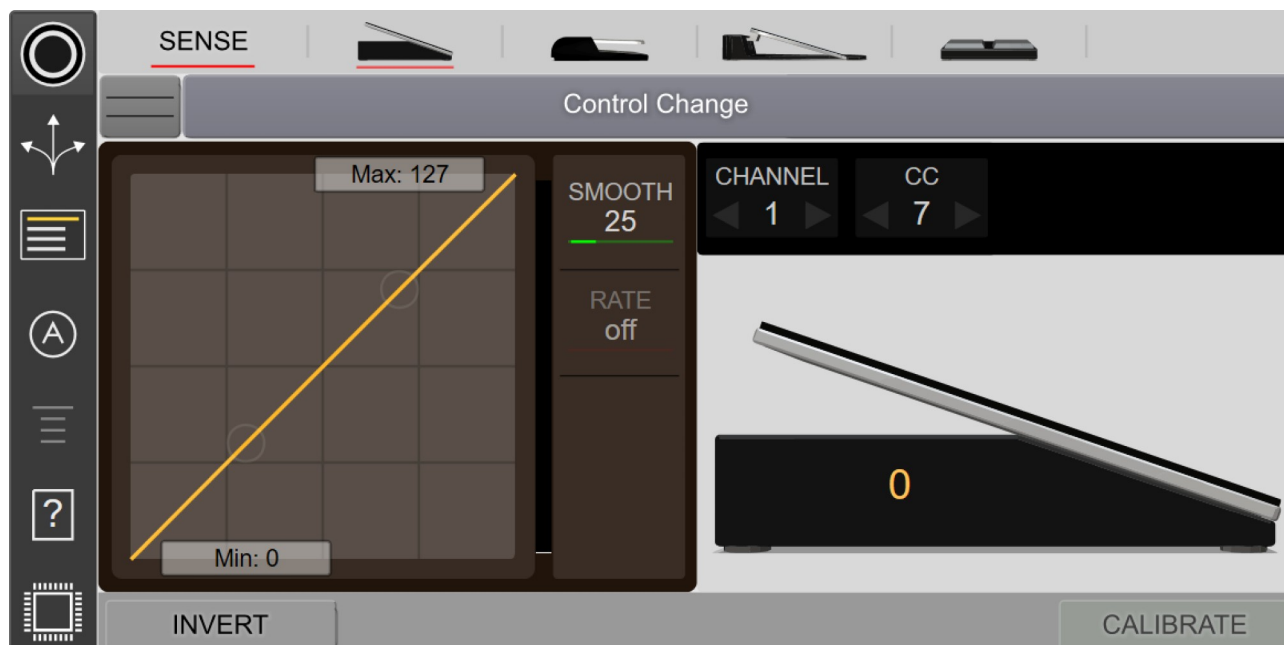 SENSE
Control Change
Max: 127
Min: 0
SMOOTH
25
RATE
off
CHANNEL
1
CC
7
A
?
0
INVERT
CALIBRATE